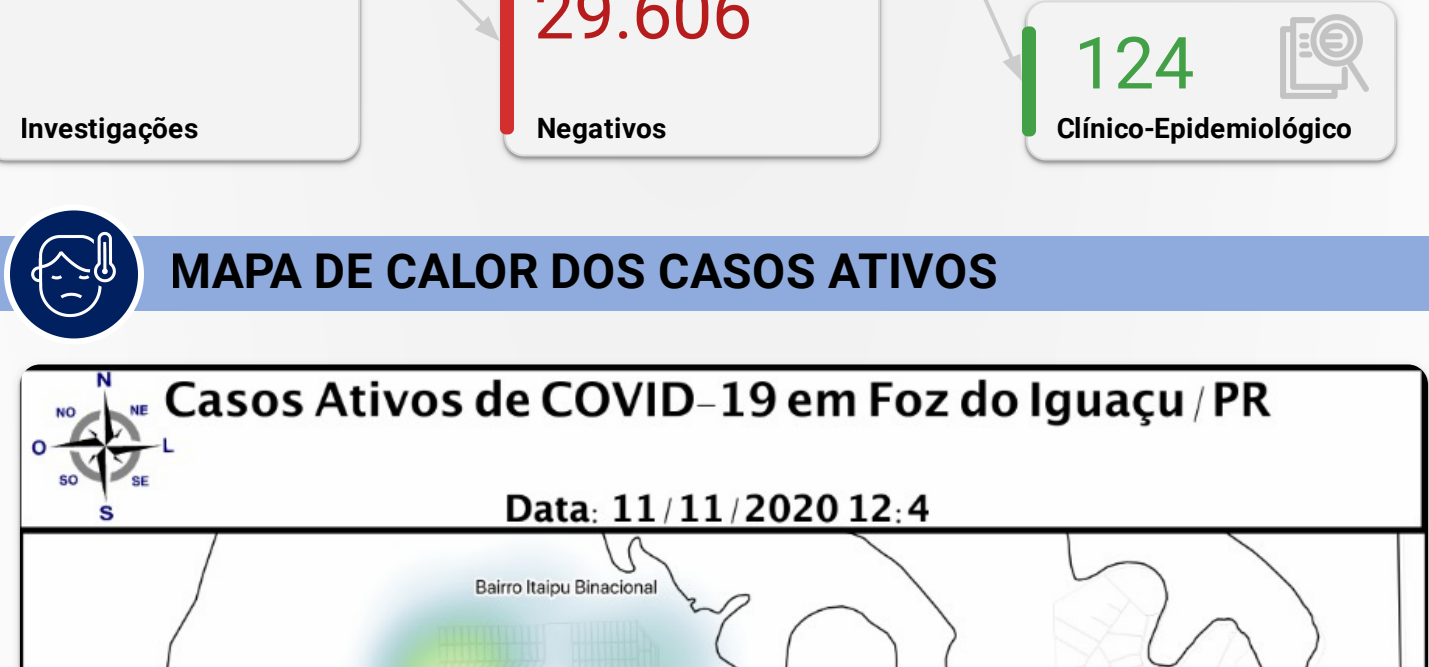 29.606
124
Investigações
Negativos
Clínico-Epidemiológico
MAPA DE CALOR DOS CASOS ATIVOS
N
NO
NE
O
L
SO
SE
S
Casos Ativos de COVID-19 em Foz do Iguaçu/PR
Data: 11/11/2020 12:4
Bairro Itaipu Binacional